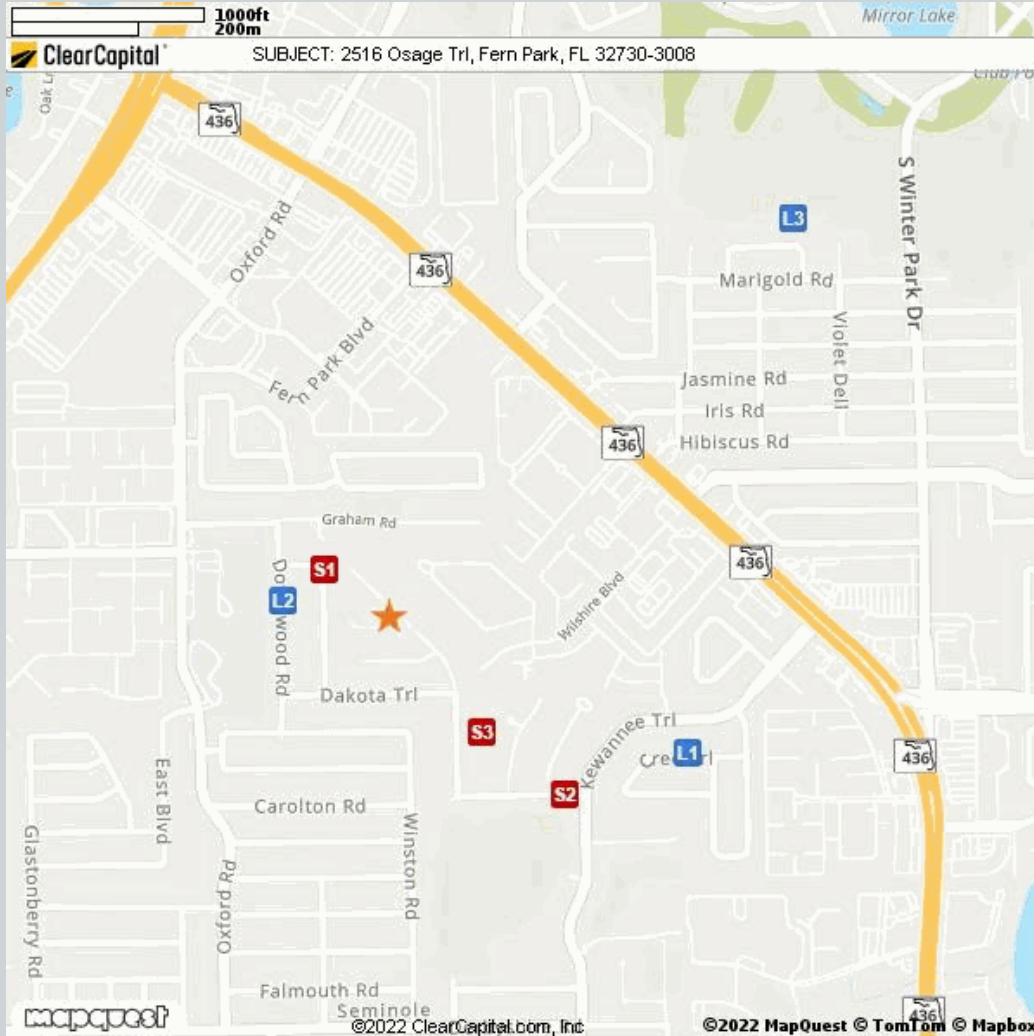 1000ft
200m
Mirror Lake
ClearCapital
SUBJECT: 2516 Osage Trl, Fern Park, FL 32730-3008
Oak
436
S Winter Park Dr
L3
Oxford Rd
436
Marigold Rd
Violet Dell
Fern Park Blvd
Jasmine Rd
Iris Rd
436
Hibiscus Rd
Graham Rd
S1
436
L2
Wilshire Blvd
Dakota Trl
S3
Kewannee Trl
L1
436
East Blvd
S2
Carolton Rd
Winston Rd
Glastonberry Rd
Oxford Rd
Falmouth Rd
Seminole
436
mapquest
©2022 ClearCapital.com, Inc
©2022 MapQuest © TomTom © Mapbo